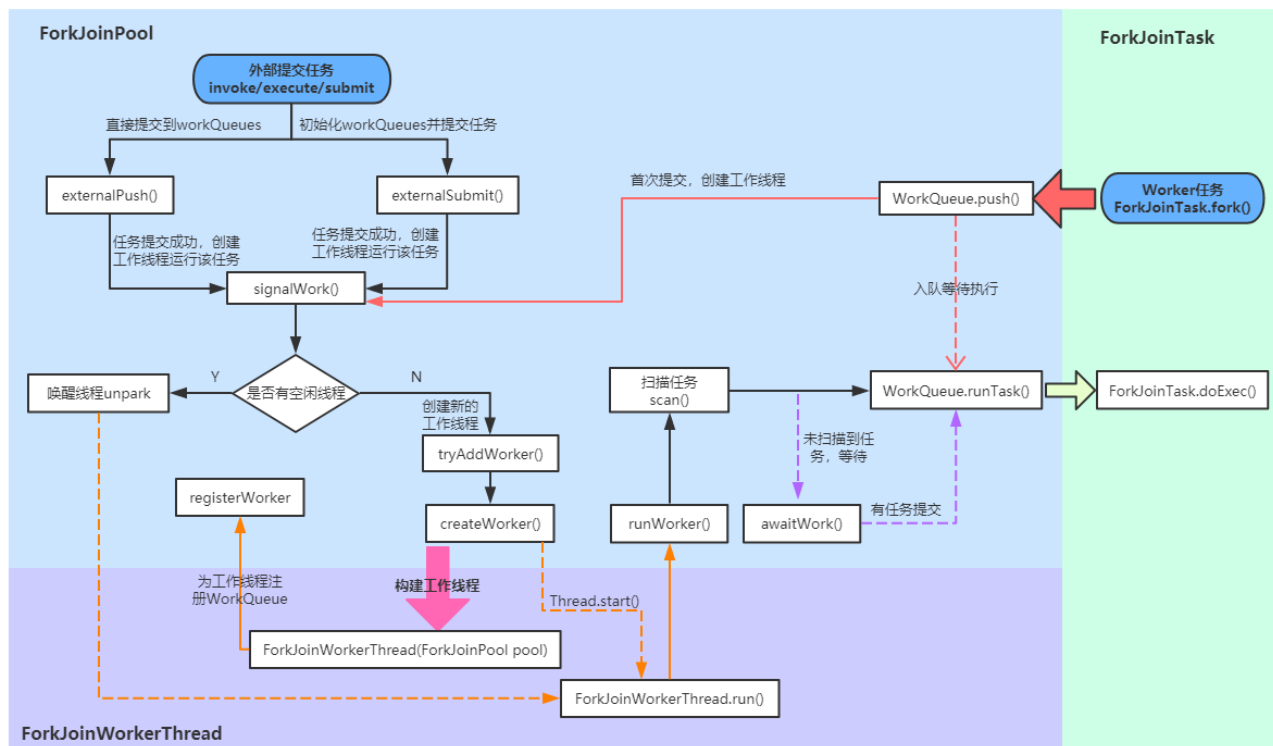 ForkJoinPool
ForkJoinTask
外部提交任务
invoke/execute/submit
直接提交到workQueues
初始化workQueues并提交任务
externalPush()
externalSubmit()
首次提交，创建工作线程
WorkQueue.push()
Worker任务
ForkJoinTask.fork()
任务提交成功，创建
工作线程运行该任务
任务提交成功，创建
工作线程运行该任务
signalWork()
入队等待执行
唤醒线程unpark
Y
是否有空闲线程
N
创建新的
工作线程
扫描任务
scan()
WorkQueue.runTask()
ForkJoinTask.doExec()
tryAddWorker()
未扫描到任
务，等待
registerWorker
createWorker()
runWorker()
awaitWork()
有任务提交
为工作线程注
册WorkQueue
构建工作线程
Thread.start()
ForkJoinWorkerThread(ForkJoinPool pool)
ForkJoinWorkerThread.run()
ForkJoinWorkerThread